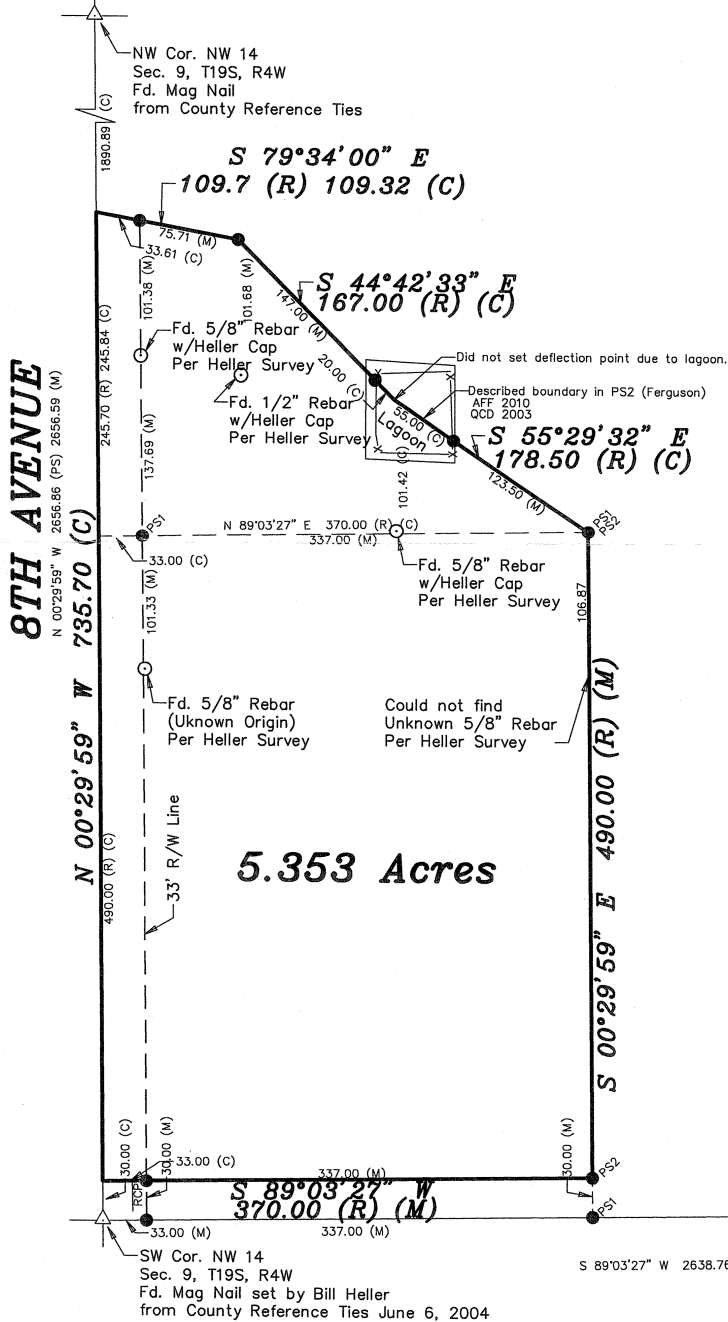 NW Cor. NW 14
Sec. 9, T19S, R4W
Fd. Mag Nail
from County Reference Ties
1890.89 (C)
S 79°34'00" E
109.7 (R) 109.32 (C)
75.71 (M)
33.61 (C)
S 44°42'33" E
167.00 (R) (C)
147.00 (M)
101.38 (M)
101.68 (M)
245.70 (R) 245.84 (C)
Fd. 5/8" Rebar
w/Heller Cap
Per Heller Survey
20.00 (C)
Did not set deflection point due to lagoon.
Fd. 1/2" Rebar
w/Heller Cap
Per Heller Survey
Described boundary in PS2 (Ferguson)
AFF 2010
QCD 2003
55.00 (C)
Lagoon
S 55°29'32" E
178.50 (R) (C)
123.50 (M)
137.69 (M)
101.42 (C)
8TH AVENUE
N 00°29'59" W 2656.86 (PS) 2656.59 (M)
N 00°29'59" W 735.70 (C)
PS1
N 89°03'27" E 370.00 (R) (C)
337.00 (M)
PS1
PS2
33.00 (C)
Fd. 5/8" Rebar
w/Heller Cap
Per Heller Survey
101.33 (M)
106.87
Fd. 5/8" Rebar
(Uknown Origin)
Per Heller Survey
Could not find
Unknown 5/8" Rebar
Per Heller Survey
33' R/W Line
5.353 Acres
490.00 (R) (C)
S 00°29'59" E 490.00 (R) (M)
30.00 (C)
33.00 (C)
30.00 (M)
337.00 (M)
30.00 (M)
PS2
RCP
S 89°03'27" W
370.00 (R) (M)
PS1
33.00 (M)
337.00 (M)
SW Cor. NW 14
Sec. 9, T19S, R4W
Fd. Mag Nail set by Bill Heller
from County Reference Ties June 6, 2004
S 89°03'27" W 2638.76